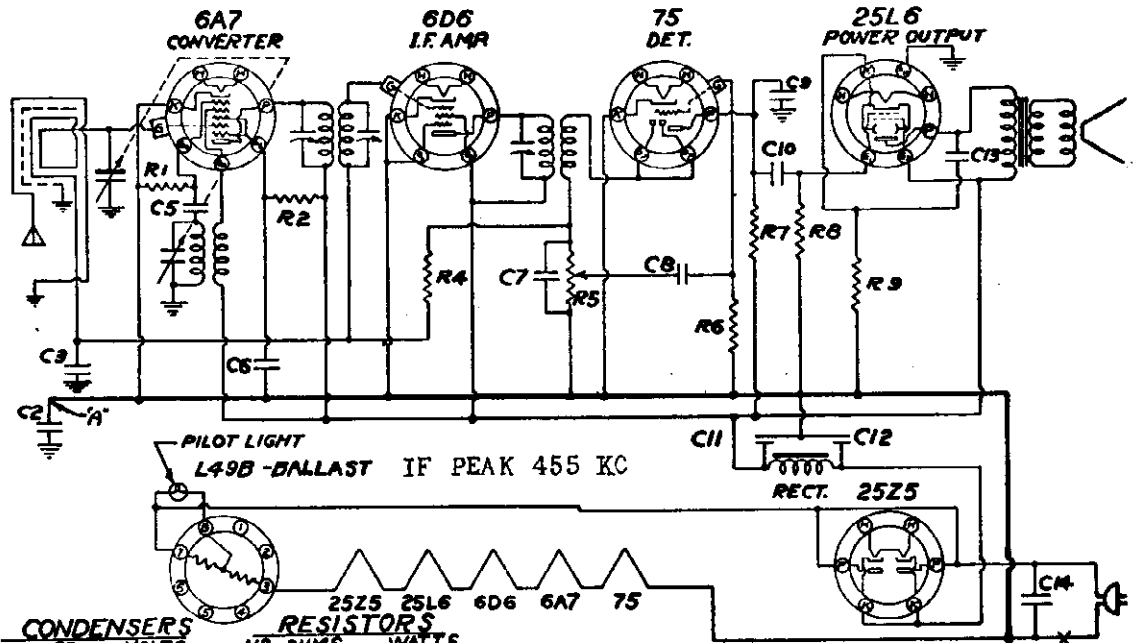 6A7
CONVERTER
6D6
I.F. AMP.
75
DET.
25L6
POWER OUTPUT
C9
C10
C13
R1
C5
R2
R4
C7
R5
C8
R6
R7
R8
R9
C3
C6
C2
"A"
PILOT LIGHT
L49B -BALLAST IF PEAK 455 KC
C11
C12
RECT. 25Z5
C14
25Z5 25L6 6D6 6A7 75
CONDENSERS
RESISTORS
OHMS WATTS